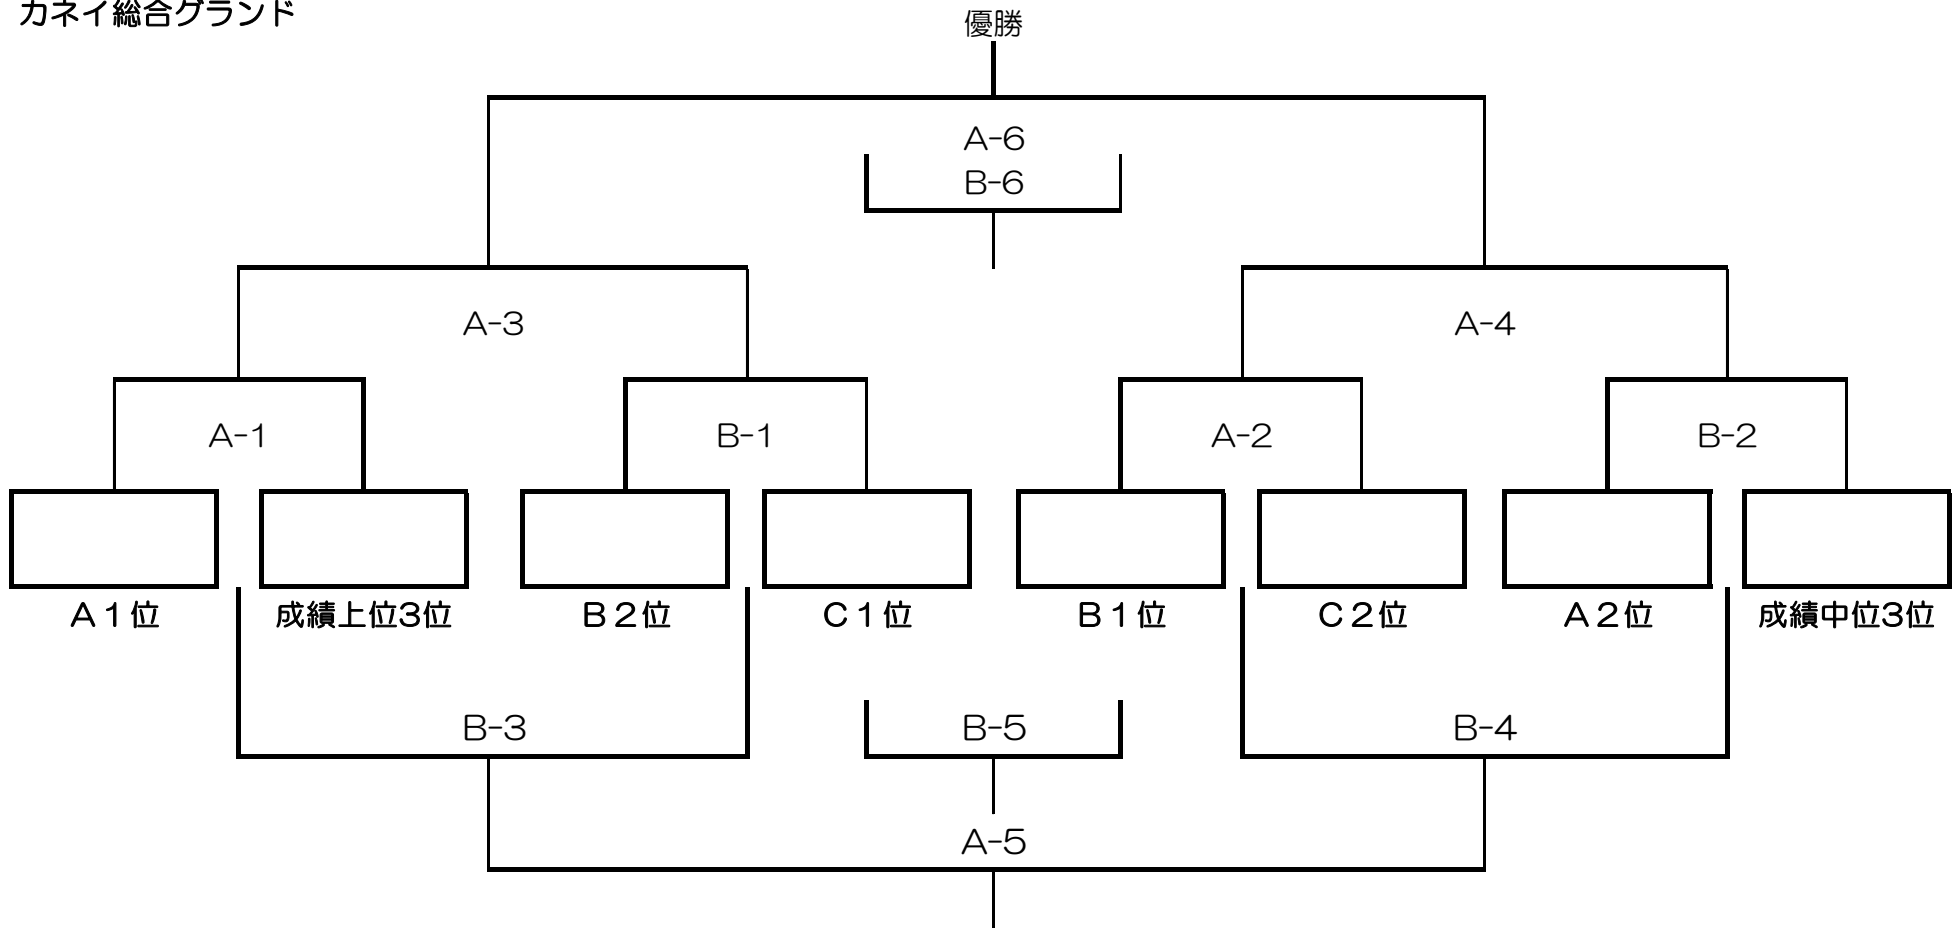 カネイ総合グランド
優勝
A-6
B-6
A-3
A-4
A-1
B-1
A-2
B-2
A1位
成績上位3位
B2位
C1位
B1位
C2位
A2位
成績中位3位
B-3
B-5
B-4
A-5